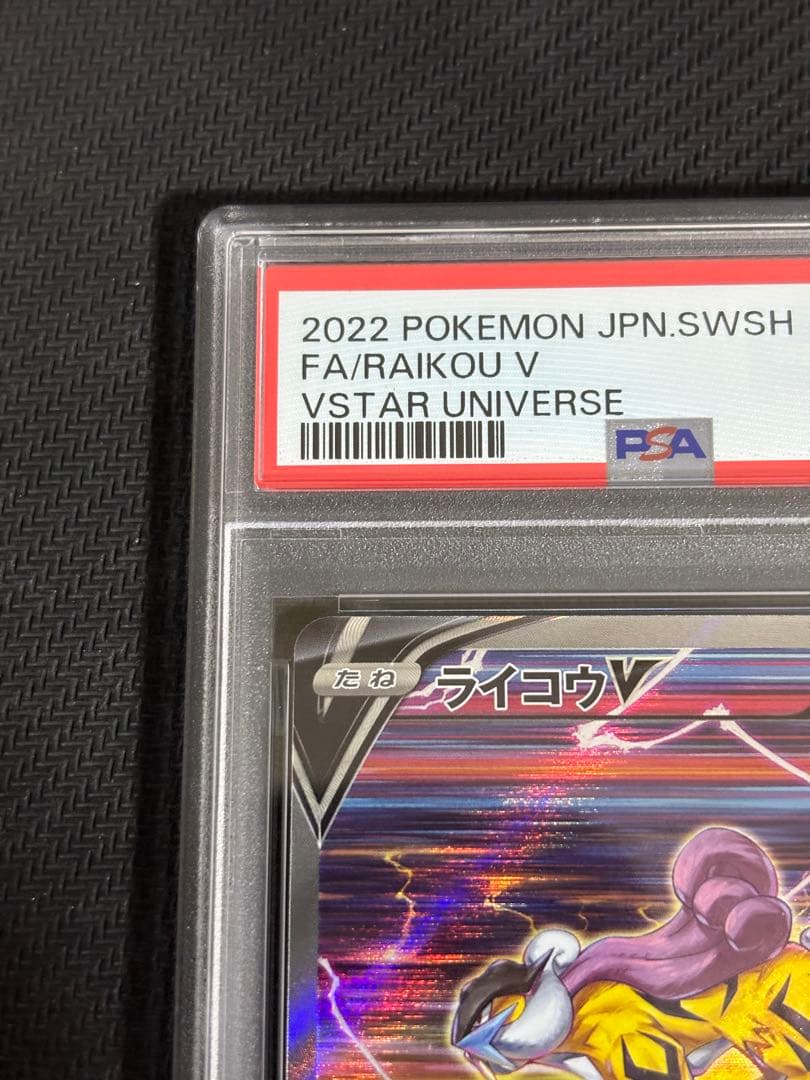 2022 POKEMON JPN.SWSH
FA/RAIKOU V
VSTAR UNIVERSE
PSA
たね ライコウV